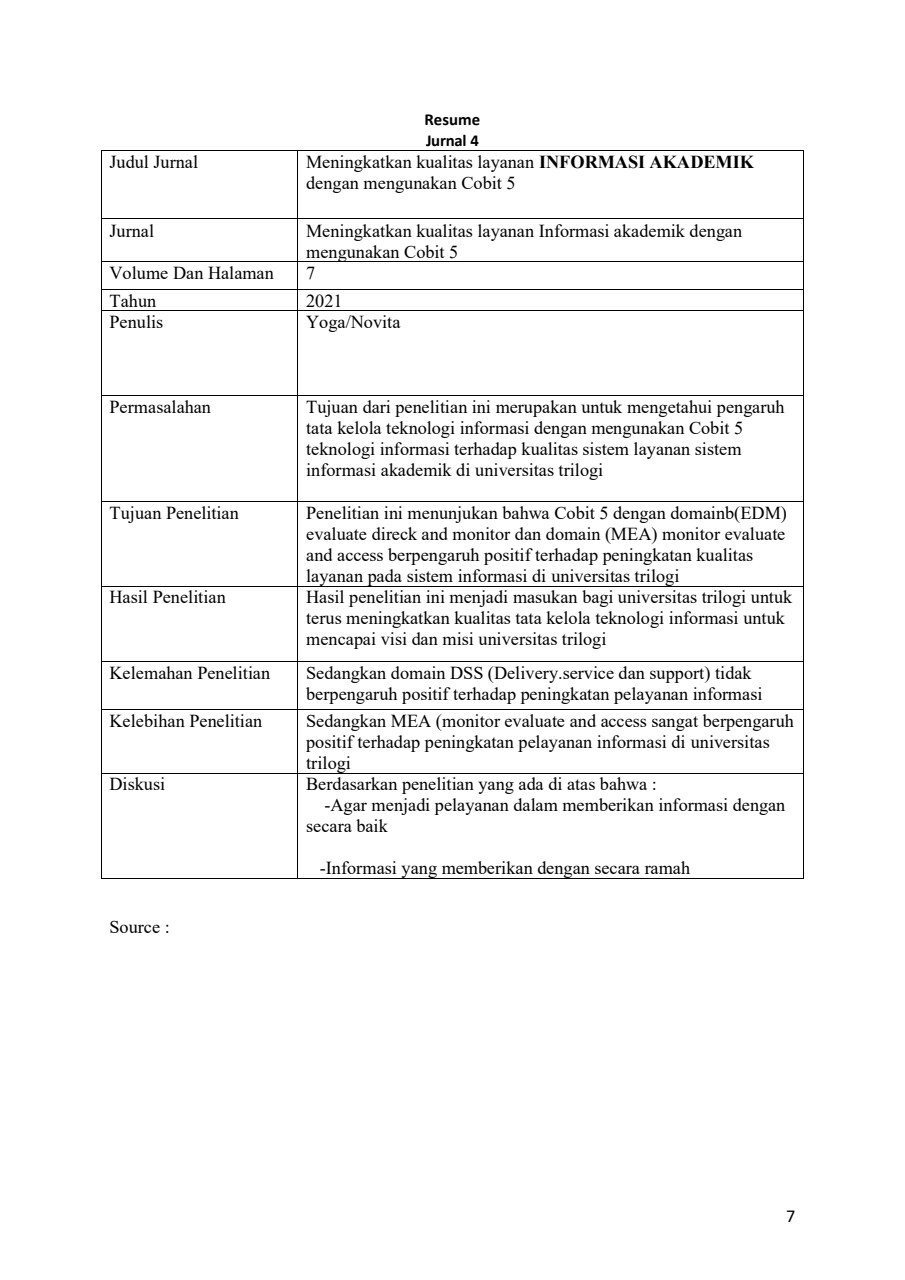 Resume
Jurnal 4
Judul Jurnal
Meningkatkan kualitas layanan INFORMASI AKADEMIK
dengan mengunakan Cobit 5
Jurnal
Meningkatkan kualitas layanan Informasi akademik dengan
mengunakan Cobit 5
Volume Dan Halaman
7
Tahun
2021
Penulis
Yoga/Novita
Permasalahan
Tujuan dari penelitian ini merupakan untuk mengetahui pengaruh
tata kelola teknologi informasi dengan mengunakan Cobit 5
teknologi informasi terhadap kualitas sistem layanan sistem
informasi akademik di universitas trilogi
Tujuan Penelitian
Penelitian ini menunjukan bahwa Cobit 5 dengan domainb(EDM)
evaluate direck and monitor dan domain (MEA) monitor evaluate
and access berpengaruh positif terhadap peningkatan kualitas
layanan pada sistem informasi di universitas trilogi
Hasil Penelitian
Hasil penelitian ini menjadi masukan bagi universitas trilogi untuk
terus meningkatkan kualitas tata kelola teknologi informasi untuk
mencapai visi dan misi universitas trilogi
Kelemahan Penelitian
Sedangkan domain DSS (Delivery.service dan support) tidak
berpengaruh positif terhadap peningkatan pelayanan informasi
Kelebihan Penelitian
Sedangkan MEA (monitor evaluate and access sangat berpengaruh
positif terhadap peningkatan pelayanan informasi di universitas
trilogi
Diskusi
Berdasarkan penelitian yang ada di atas bahwa :
-Agar menjadi pelayanan dalam memberikan informasi dengan
secara baik
-Informasi yang memberikan dengan secara ramah
Source :
7